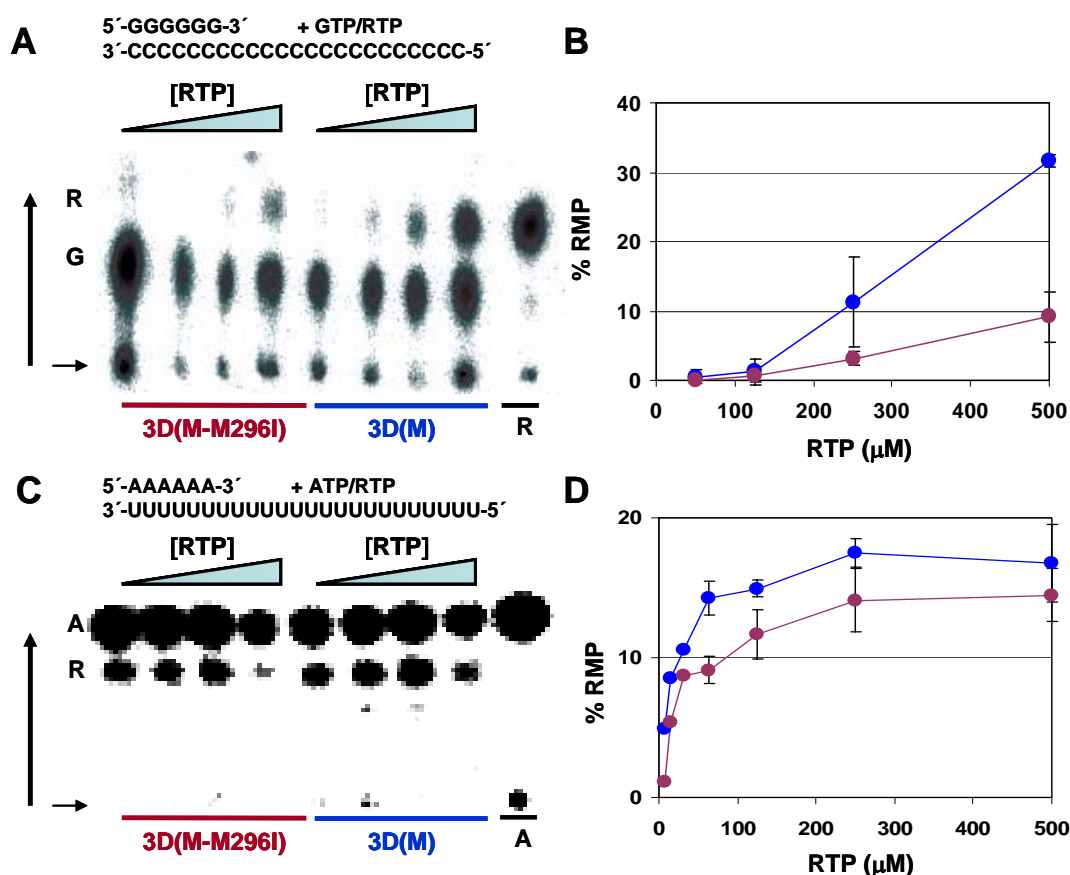 A
5´-GGGGGG-3´ + GTP/RTP
3´-CCCCCCCCCCCCCCCCCCCCCCC-5´
[RTP] [RTP]
R
G
3D(M-M296I) 3D(M) R
B
40
30
20
10
0
% RMP
0 100 200 300 400 500
RTP (μM)
C
5´-AAAAAA-3´ + ATP/RTP
3´-UUUUUUUUUUUUUUUUUUUUUUUU-5´
[RTP] [RTP]
A
R
3D(M-M296I) 3D(M) A
D
20
10
0
% RMP
0 100 200 300 400 500
RTP (μM)